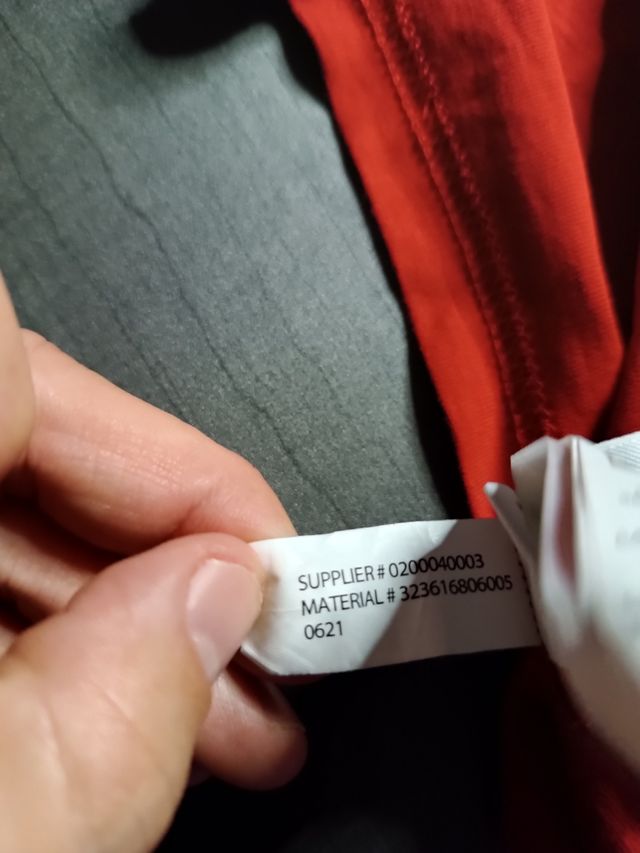 SUPPLIER # 0200040003
MATERIAL # 323616806005
0621